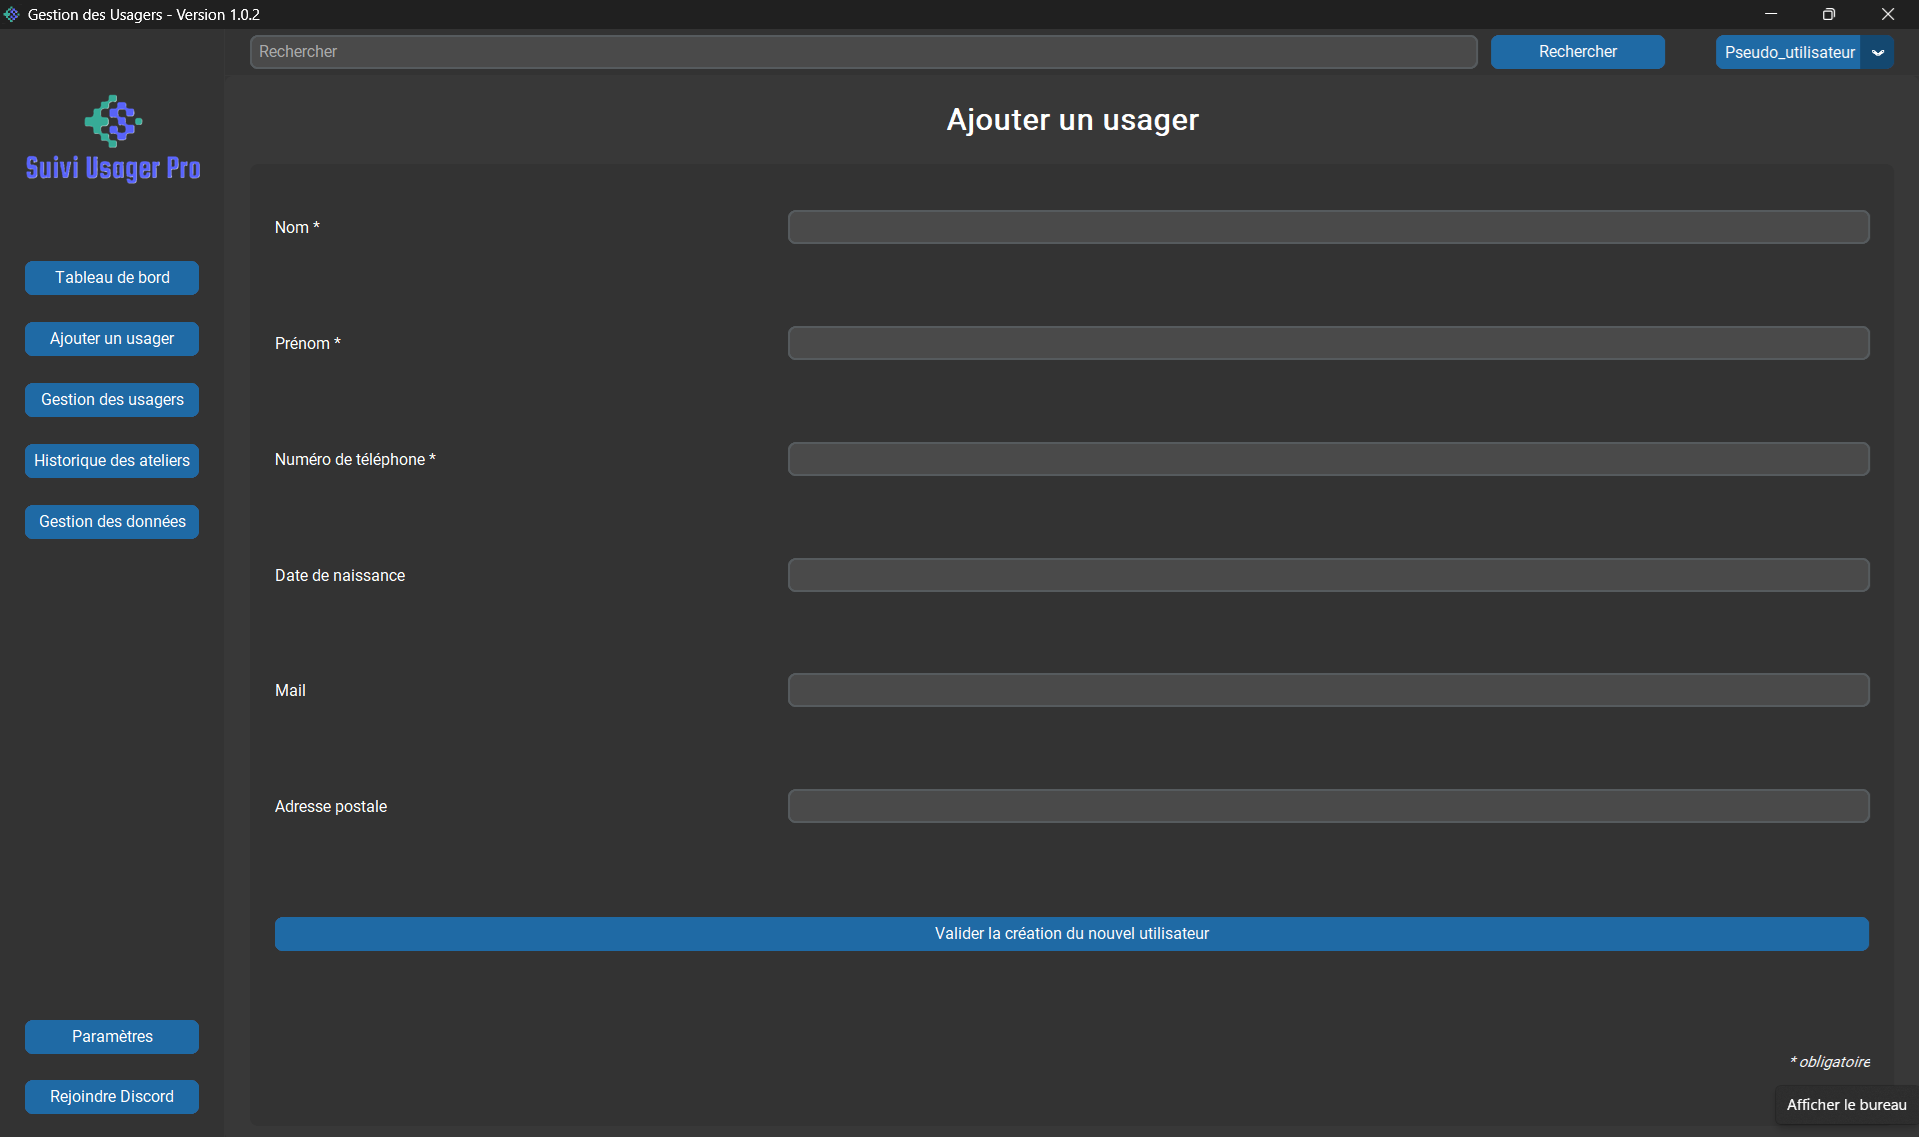 Gestion des Usagers - Version 1.0.2
Rechercher
Rechercher
Pseudo_utilisateur
Suivi Usager Pro
Tableau de bord
Ajouter un usager
Gestion des usagers
Historique des ateliers
Gestion des données
Paramètres
Rejoindre Discord
Ajouter un usager
Nom *
Prénom *
Numéro de téléphone *
Date de naissance
Mail
Adresse postale
Valider la création du nouvel utilisateur
* obligatoire
Afficher le bureau